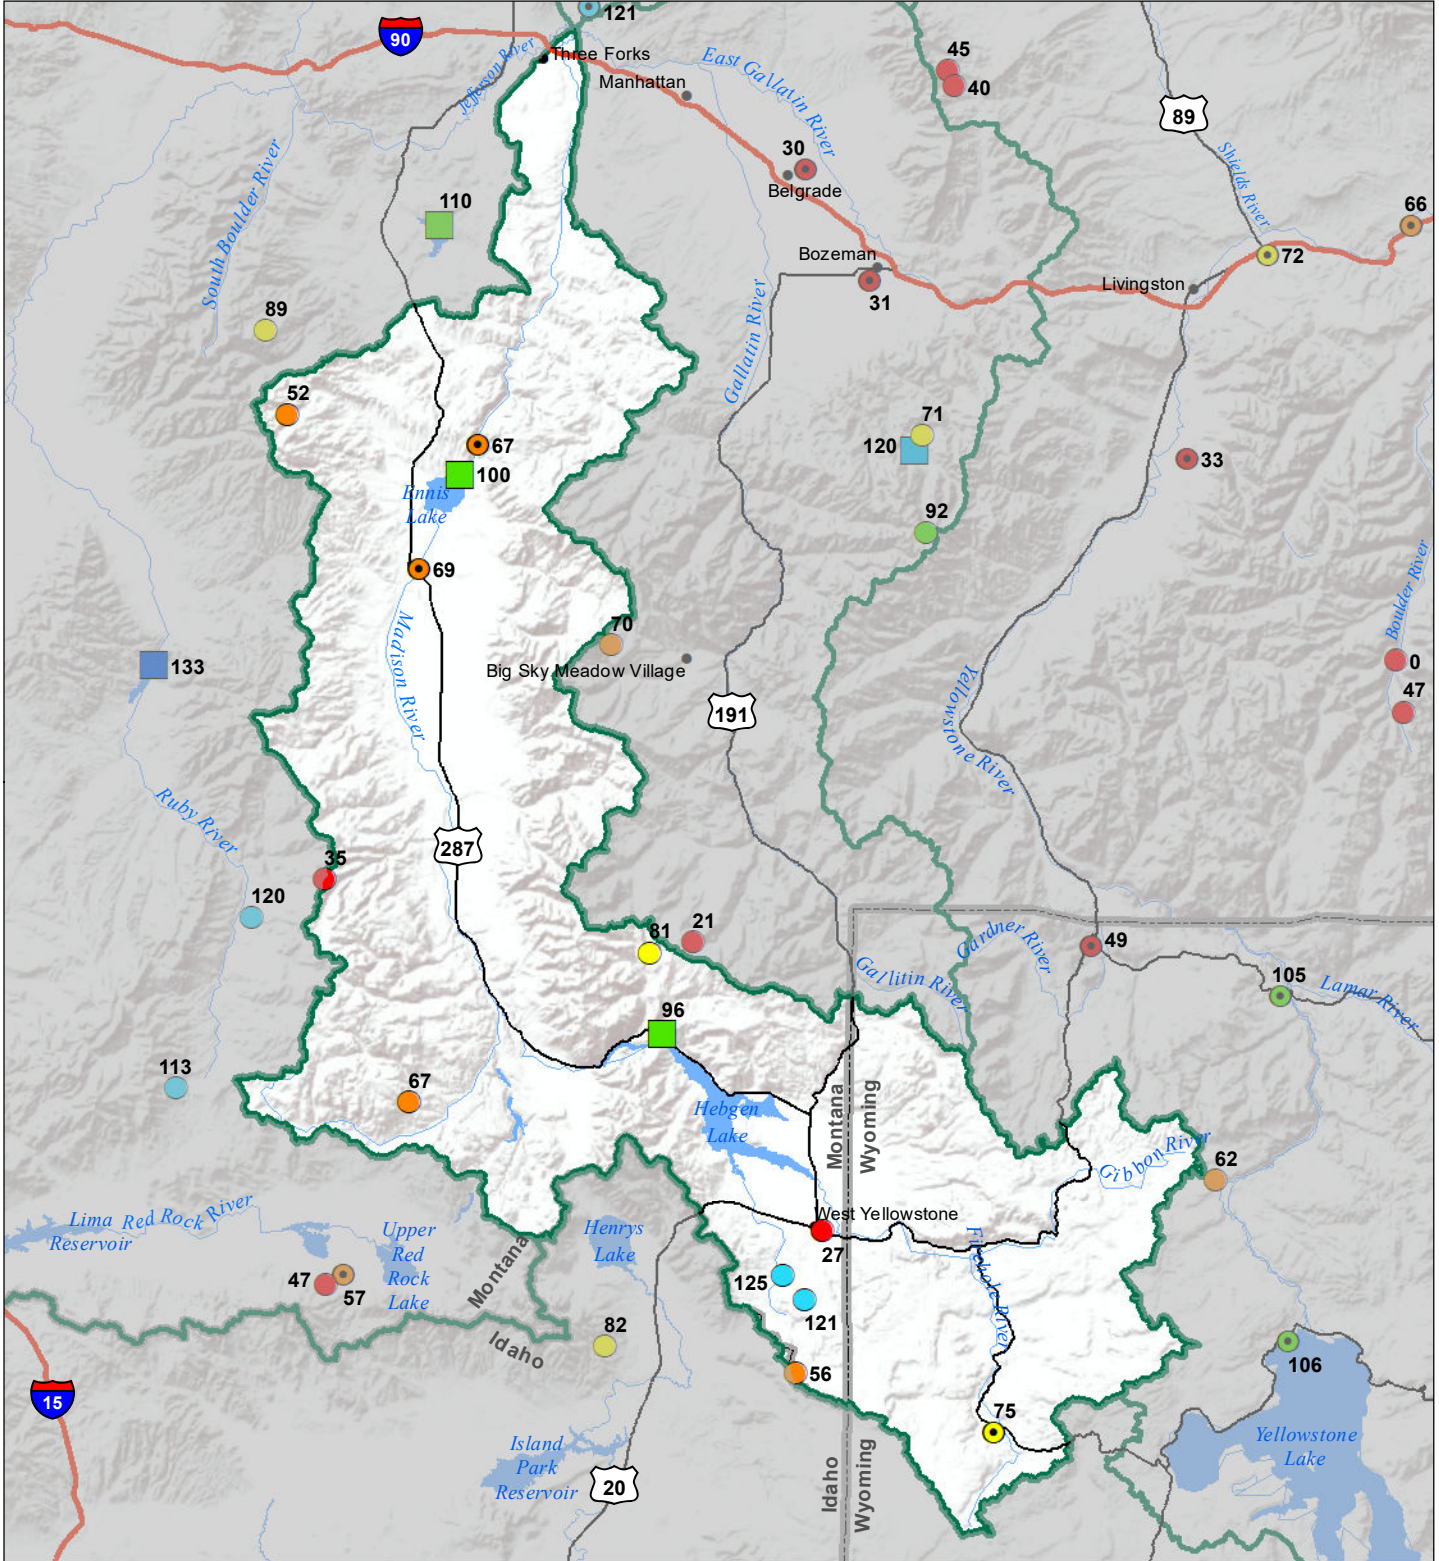 121
90
Three Forks
Jefferson River
Manhattan
East Gallatin River
45
40
89
Shields River
South Boulder River
30
Belgrade
110
66
Bozeman
72
31
Livingston
Gallatin River
89
52
71
67
120
100
33
Ennis
Lake
92
69
Boulder River
Madison River
70
Big Sky Meadow Village
133
0
47
191
Yellowstone River
Ruby River
287
35
120
81
21
Gardner River
49
Gallitin River
105
Lamar River
96
113
67
Hebgen
Lake
Montana
Wyoming
Gibbon River
62
Lima
Reservoir
Red Rock River
Upper
Red
Rock
Lake
Henrys
Lake
West Yellowstone
27
Firehole River
Montana
47
57
125
121
Idaho
82
56
106
15
75
Yellowstone
Lake
Island
Park
Reservoir
20
Idaho
Wyoming